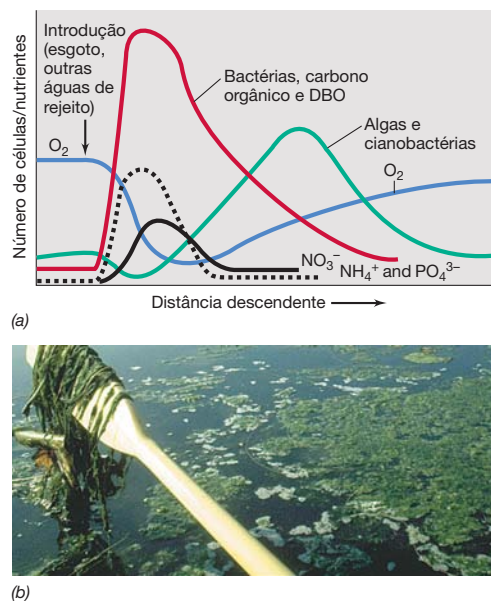 Número de células/nutrientes
Introdução
(esgoto,
outras
águas de
rejeito)
O₂
Bactérias, carbono
orgânico e DBO
Algas e
cianobactérias
O₂
NO₃⁻
NH₄⁺ and PO₄³⁻
Distância descendente
(a)
(b)